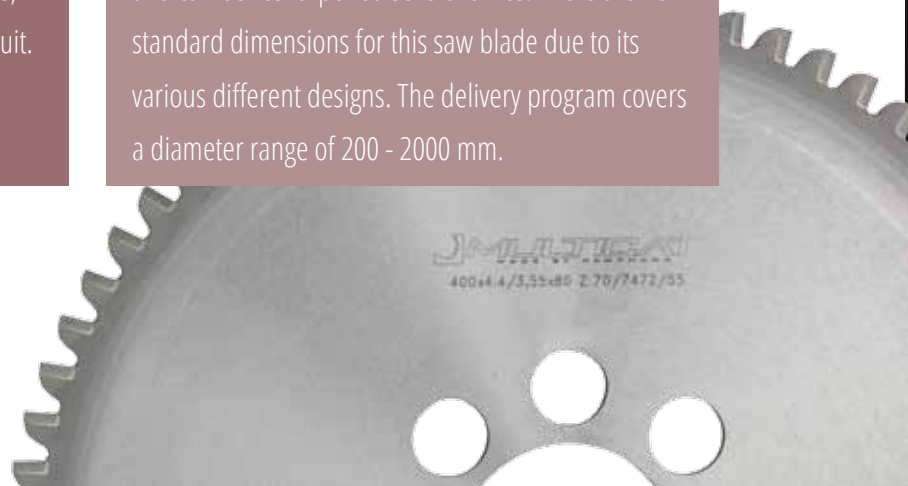 uit.
standard dimensions for this saw blade due to its
various different designs. The delivery program covers
a diameter range of 200 - 2000 mm.
MULTICUT
400x4.4/3,55x80 Z 70/7472/55